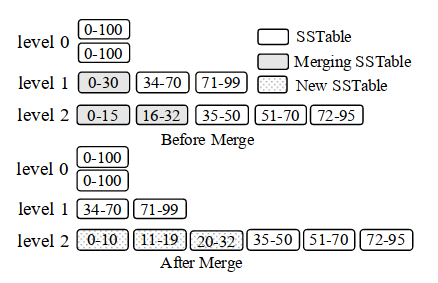 level 0 0-100 SSTable
0-100 Merging SSTable
level 1 0-30 34-70 71-99 New SSTable
level 2 0-15 16-32 35-50 51-70 72-95
Before Merge
level 0 0-100
0-100
level 1 34-70 71-99
level 2 0-10 11-19 20-32 35-50 51-70 72-95
After Merge